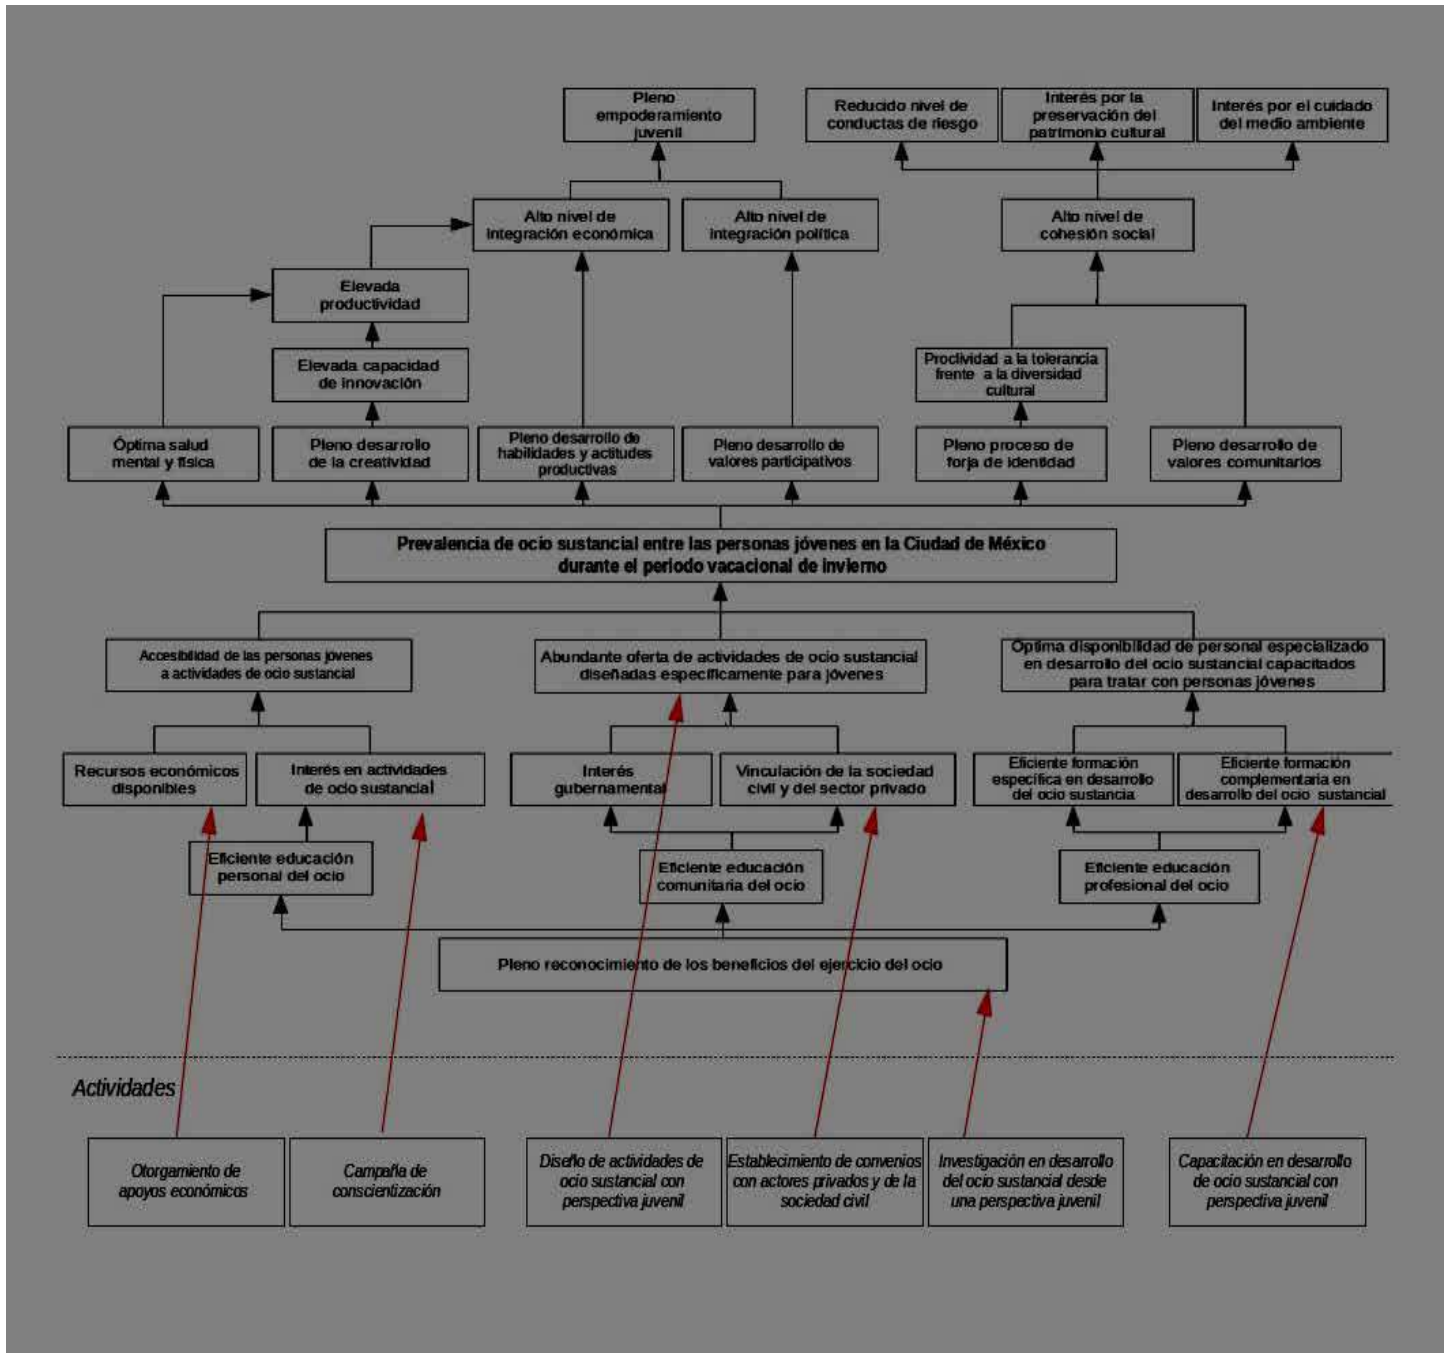 Pleno
empoderamiento
juvenil
Reducido nivel de
conductas de riesgo
Interés por la
preservación del
patrimonio cultural
Interés por el cuidado
del medio ambiente
Alto nivel de
integración económica
Alto nivel de
integración política
Alto nivel de
cohesión social
Elevada
productividad
Elevada capacidad
de innovación
Proclividad a la tolerancia
frente a la diversidad
cultural
Óptima salud
mental y física
Pleno desarrollo
de la creatividad
Pleno desarrollo de
habilidades y actitudes
productivas
Pleno desarrollo de
valores participativos
Pleno proceso de
forja de identidad
Pleno desarrollo de
valores comunitarios
Prevalencia de ocio sustancial entre las personas jóvenes en la Ciudad de México
durante el periodo vacacional de invierno
Accesibilidad de las personas jóvenes
a actividades de ocio sustancial
Abundante oferta de actividades de ocio sustancial
diseñadas específicamente para jóvenes
Óptima disponibilidad de personal especializado
en desarrollo del ocio sustancial capacitados
para tratar con personas jóvenes
Recursos económicos
disponibles
Interés en actividades
de ocio sustancial
Interés
gubernamental
Vinculación de la sociedad
civil y del sector privado
Eficiente formación
específica en desarrollo
del ocio sustancia
Eficiente formación
complementaria en
desarrollo del ocio sustancial
Eficiente educación
personal del ocio
Eficiente educación
comunitaria del ocio
Eficiente educación
profesional del ocio
Pleno reconocimiento de los beneficios del ejercicio del ocio
Actividades
Otorgamiento de
apoyos económicos
Campaña de
conscientización
Diseño de actividades de
ocio sustancial con
perspectiva juvenil
Establecimiento de convenios
con actores privados y de la
sociedad civil
Investigación en desarrollo
del ocio sustancial desde
una perspectiva juvenil
Capacitación en desarrollo
de ocio sustancial con
perspectiva juvenil